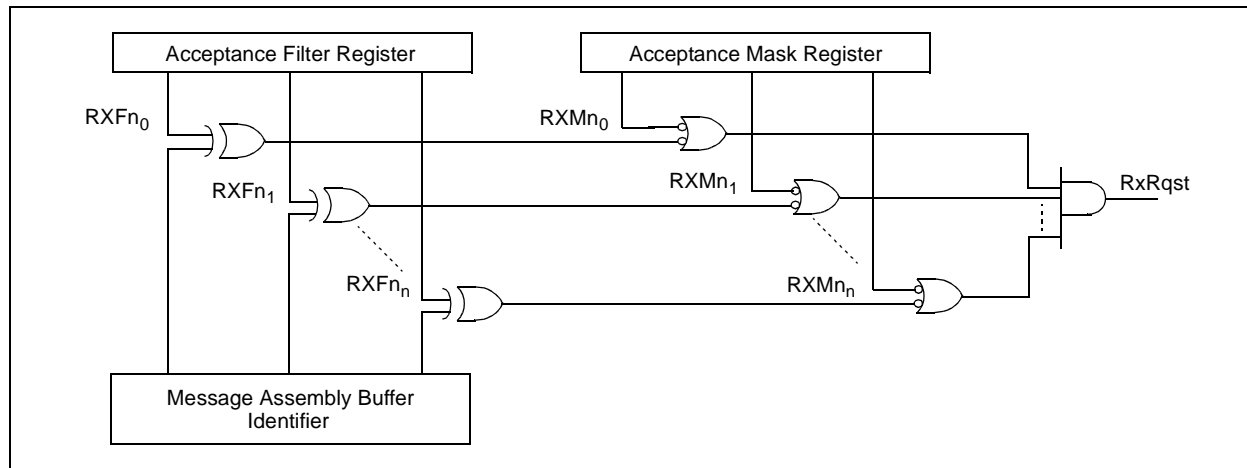 Acceptance Filter Register
Acceptance Mask Register
RXFn0
RXMn0
RXFn1
RXMn1
RxRqst
RXFnn
RXMnn
Message Assembly Buffer
Identifier